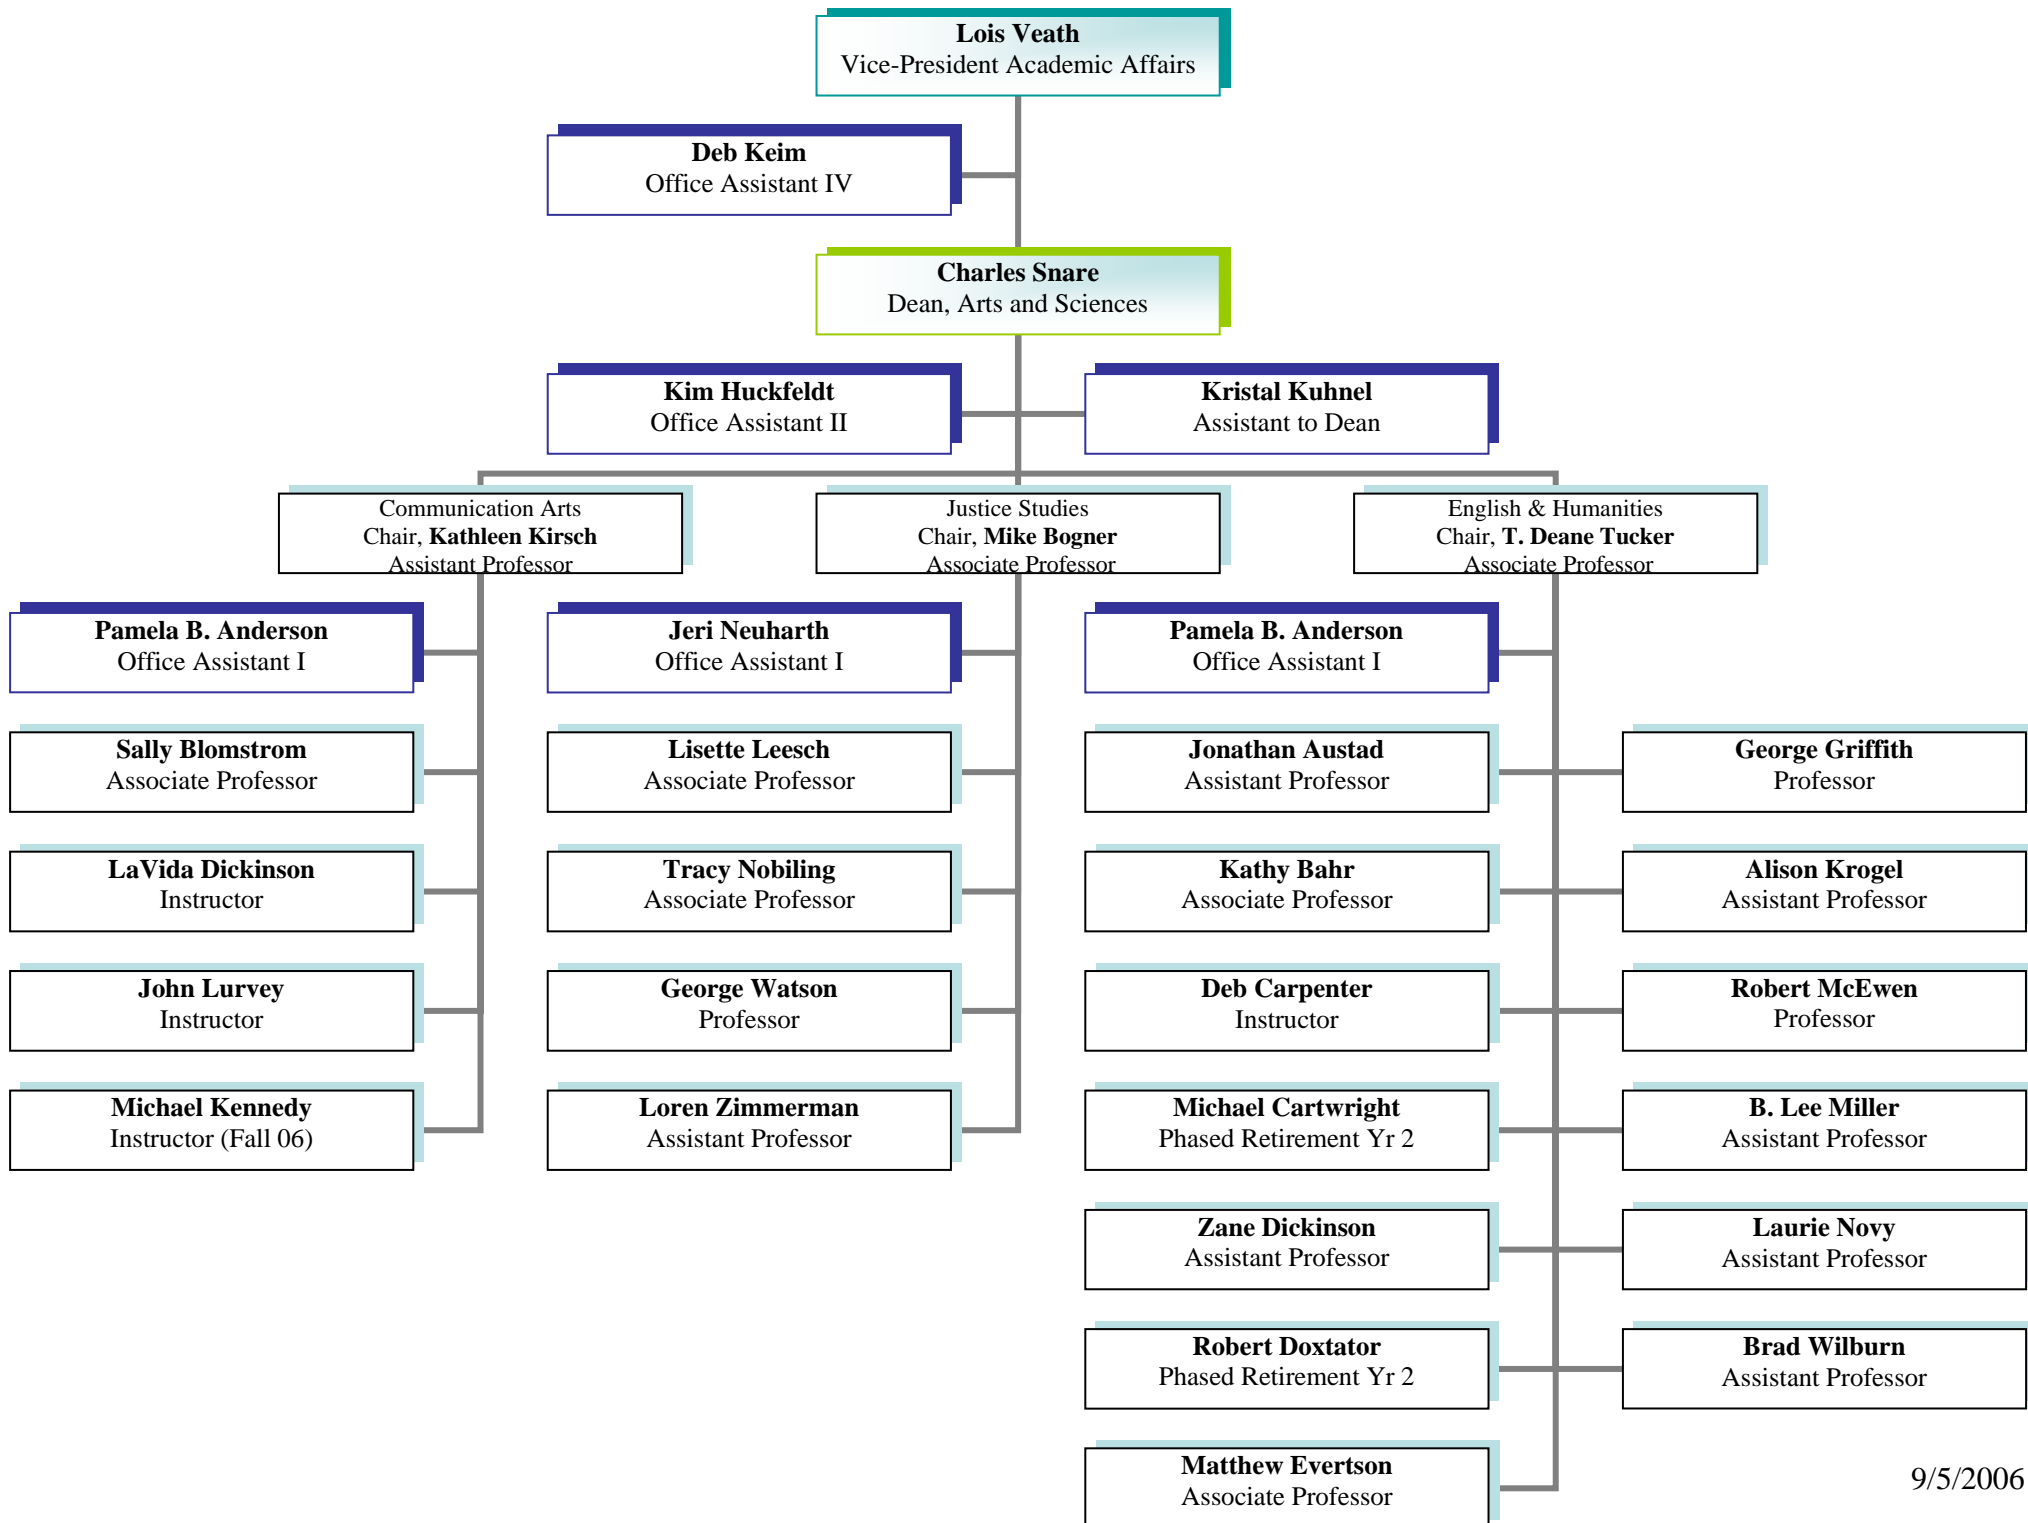 Lois Veath
Vice-President Academic Affairs
Deb Keim
Office Assistant IV
Charles Snare
Dean, Arts and Sciences
Kim Huckfeldt
Office Assistant II
Kristal Kuhnel
Assistant to Dean
Communication Arts
Chair, Kathleen Kirsch
Assistant Professor
Justice Studies
Chair, Mike Bogner
Associate Professor
English & Humanities
Chair, T. Deane Tucker
Associate Professor
Pamela B. Anderson
Office Assistant I
Jeri Neuharth
Office Assistant I
Pamela B. Anderson
Office Assistant I
Sally Blomstrom
Associate Professor
Lisette Leesch
Associate Professor
Jonathan Austad
Assistant Professor
George Griffith
Professor
LaVida Dickinson
Instructor
Tracy Nobiling
Associate Professor
Kathy Bahr
Associate Professor
Alison Krogel
Assistant Professor
John Lurvey
Instructor
George Watson
Professor
Deb Carpenter
Instructor
Robert McEwen
Professor
Michael Kennedy
Instructor (Fall 06)
Loren Zimmerman
Assistant Professor
Michael Cartwright
Phased Retirement Yr 2
B. Lee Miller
Assistant Professor
Zane Dickinson
Assistant Professor
Laurie Novy
Assistant Professor
Robert Doxtator
Phased Retirement Yr 2
Brad Wilburn
Assistant Professor
Matthew Evertson
Associate Professor
9/5/2006